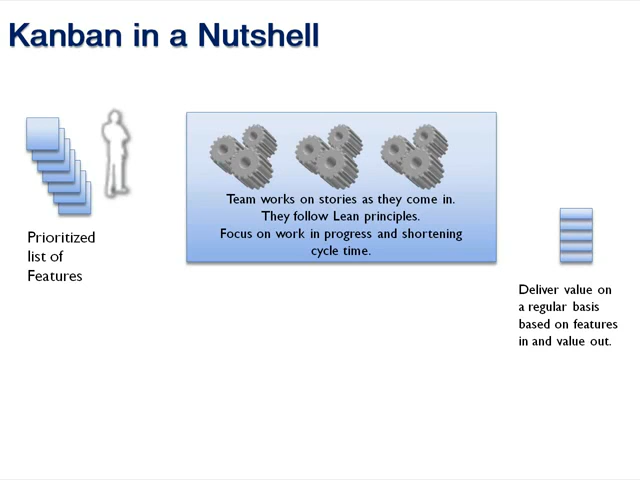 Kanban in a Nutshell
Prioritized
list of
Features
Team works on stories as they come in.
They follow Lean principles.
Focus on work in progress and shortening
cycle time.
Deliver value on
a regular basis
based on features
in and value out.